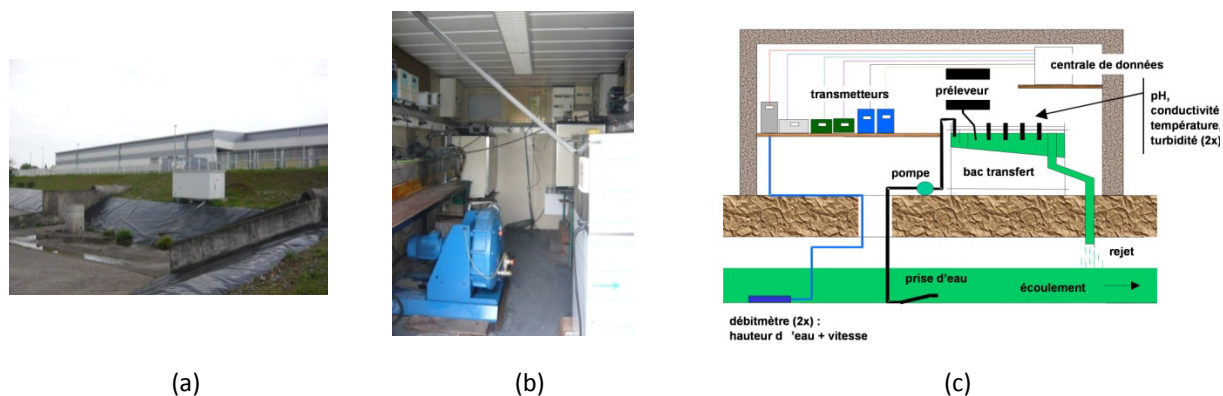 centrale de données
transmetteurs
préleveur
pH,
conductivité
température,
turbidité (2x)
pompe
bac transfert
rejet
prise d'eau
écoulement
débitmètre (2x) :
hauteur d 'eau + vitesse
(a)
(b)
(c)